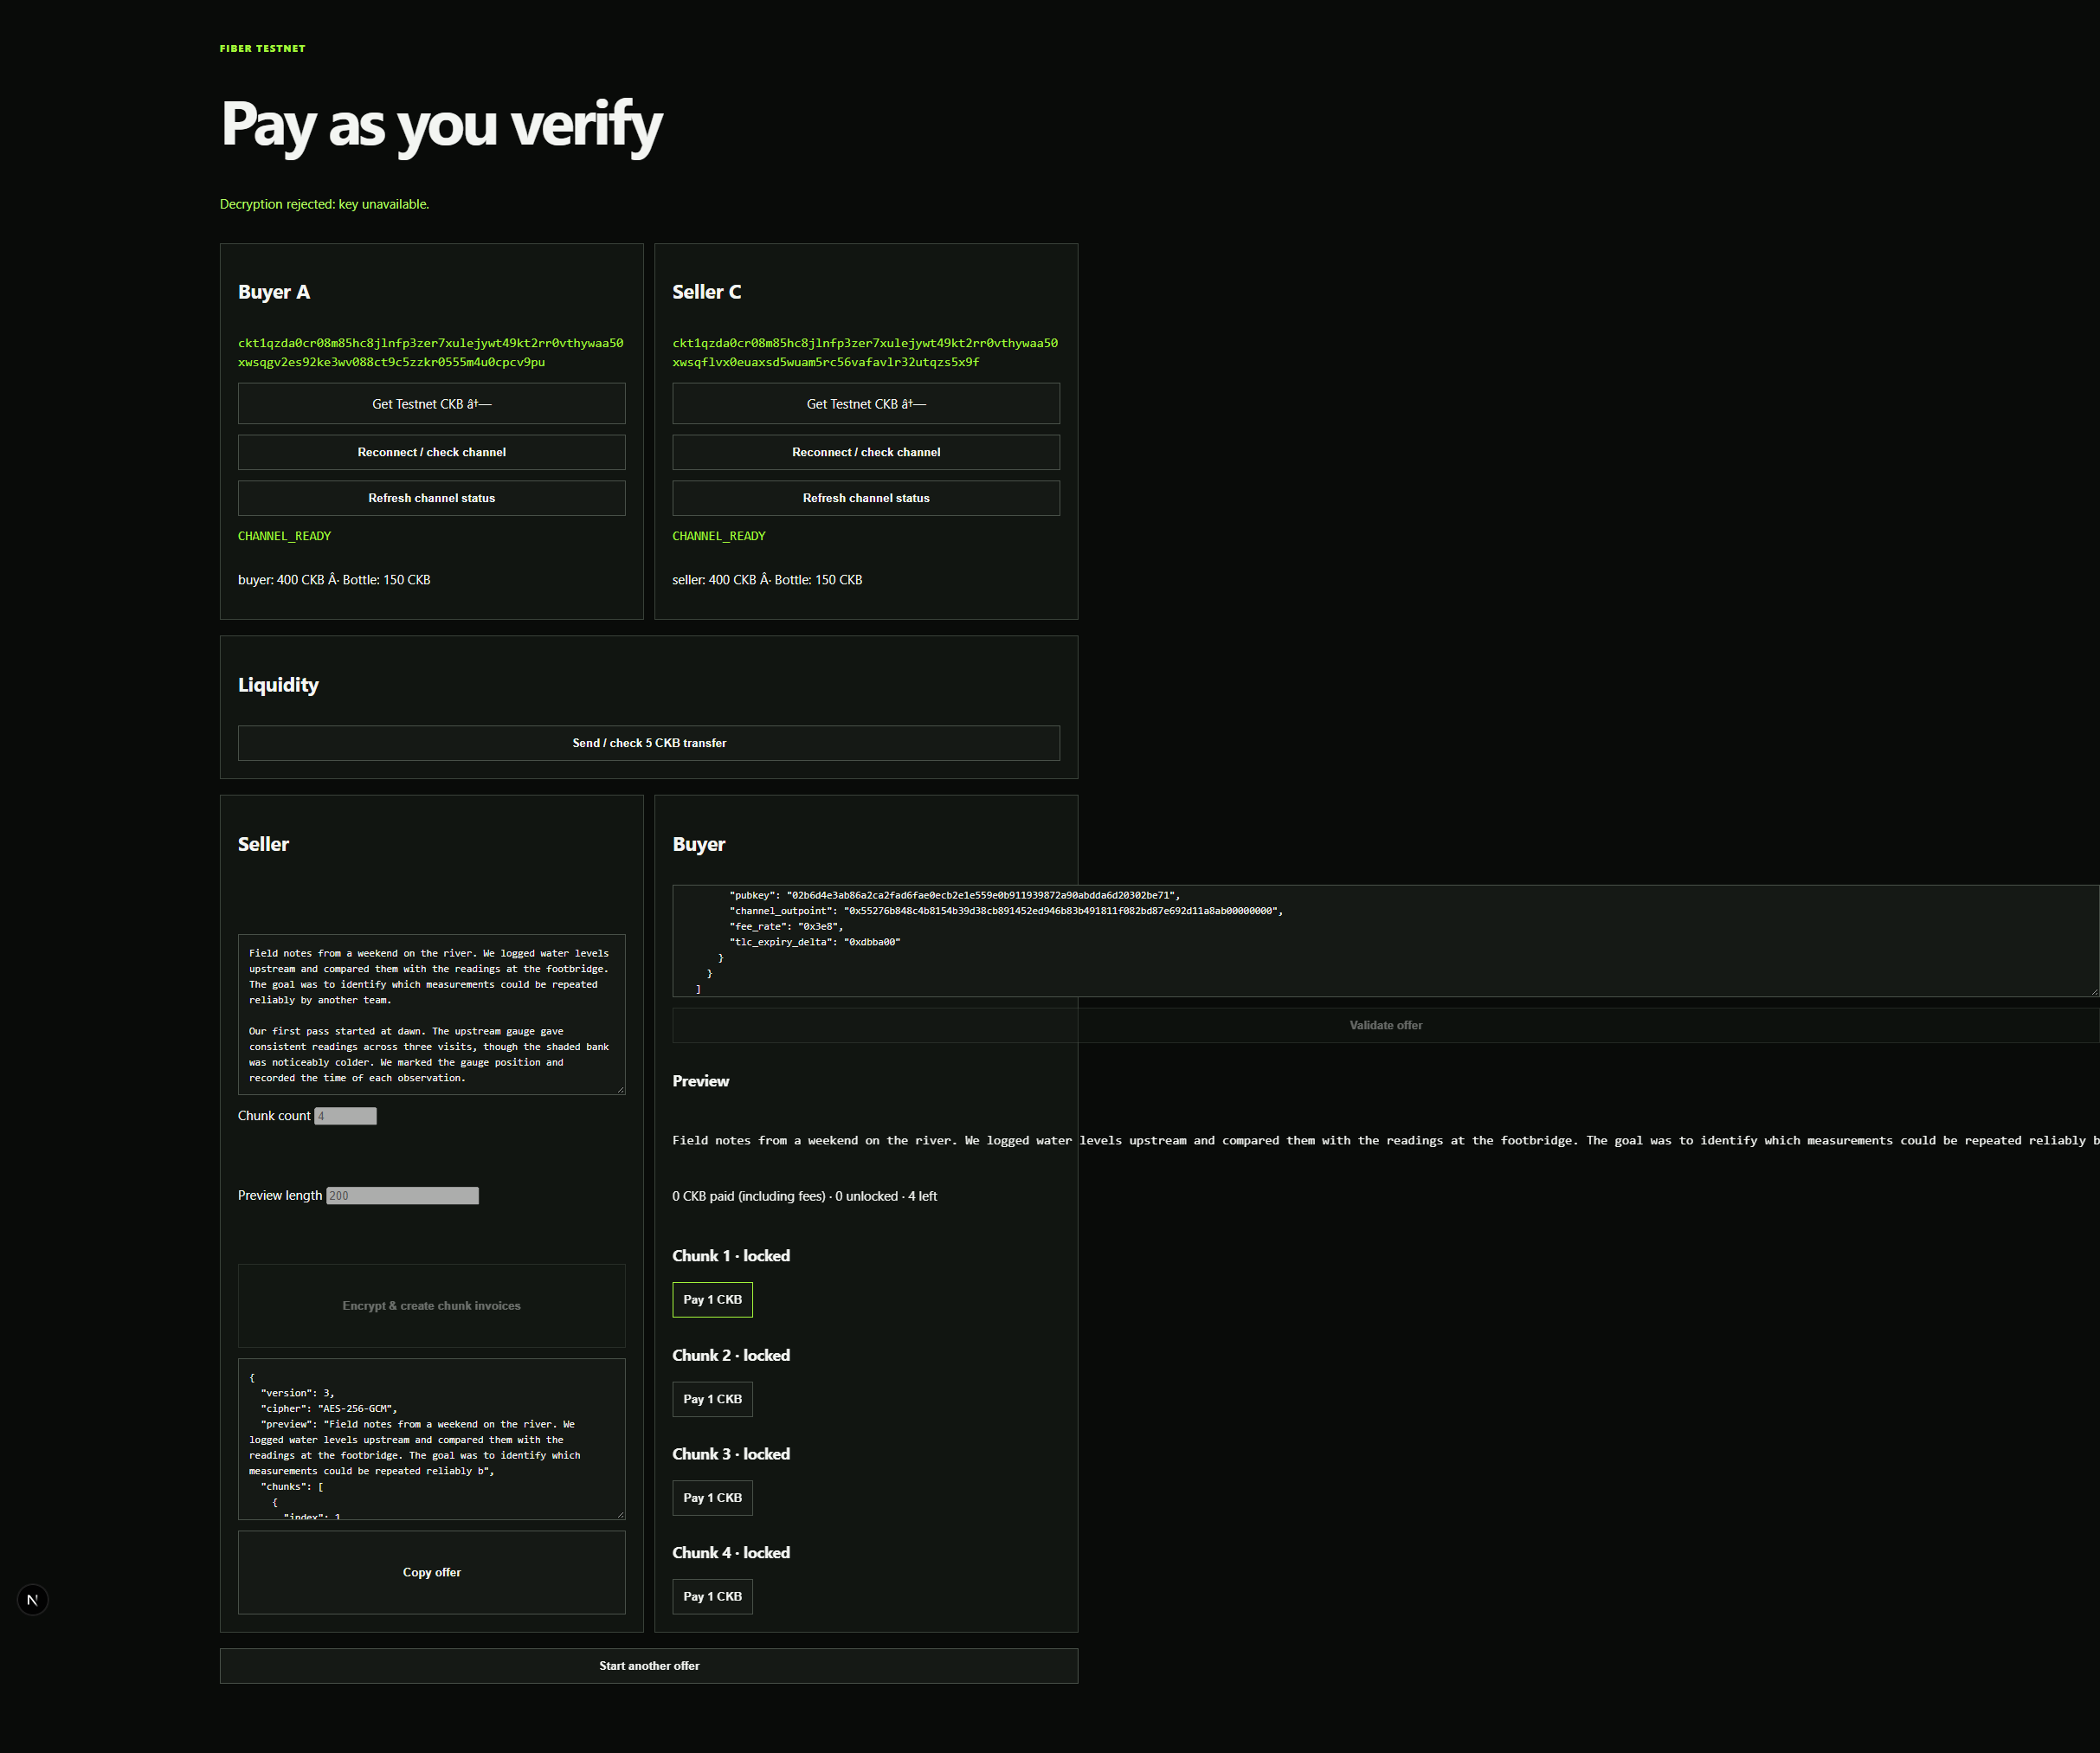 FIBER TESTNET
Pay as you verify
Decryption rejected: key unavailable.
Buyer A
ckt1qzda0cr08m85hc8jlnfp3zer7xulejywt49kt2rr0vthywaa50
xwsqgv2es92ke3wv088ct9c5zzkr0555m4u0cpcv9pu
Get Testnet CKB â†—
Reconnect / check channel
Refresh channel status
CHANNEL_READY
buyer: 400 CKB Â· Bottle: 150 CKB
Seller C
ckt1qzda0cr08m85hc8jlnfp3zer7xulejywt49kt2rr0vthywaa50
xwsqflvx0euaxsd5wuam5rc56vafavlr32utqzs5x9f
Get Testnet CKB â†—
Reconnect / check channel
Refresh channel status
CHANNEL_READY
seller: 400 CKB Â· Bottle: 150 CKB
Liquidity
Send / check 5 CKB transfer
Seller
Field notes from a weekend on the river. We logged water levels
upstream and compared them with the readings at the footbridge.
The goal was to identify which measurements could be repeated
reliably by another team.
Our first pass started at dawn. The upstream gauge gave
consistent readings across three visits, though the shaded bank
was noticeably colder. We marked the gauge position and
recorded the time of each observation.
Chunk count 4
Preview length 200
Encrypt & create chunk invoices
{
"version": 3,
"cipher": "AES-256-GCM",
"preview": "Field notes from a weekend on the river. We
logged water levels upstream and compared them with the
readings at the footbridge. The goal was to identify which
measurements could be repeated reliably b",
"chunks": [
{
"index": 1
Copy offer
Buyer
"pubkey": "02b6d4e3ab86a2ca2fad6fae0ecb2e1e559e0b911939872a90abdda6d20302be71",
"channel_outpoint": "0x55276b848c4b8154b39d38cb891452ed946b83b491811f082bd87e692d11a8ab00000000",
"fee_rate": "0x3e8",
"tlc_expiry_delta": "0xdbba00"
}
}
]
Validate offer
Preview
Field notes from a weekend on the river. We logged water levels upstream and compared them with the readings at the footbridge. The goal was to identify which measurements could be repeated reliably b
0 CKB paid (including fees) · 0 unlocked · 4 left
Chunk 1 · locked
Pay 1 CKB
Chunk 2 · locked
Pay 1 CKB
Chunk 3 · locked
Pay 1 CKB
Chunk 4 · locked
Pay 1 CKB
Start another offer
N